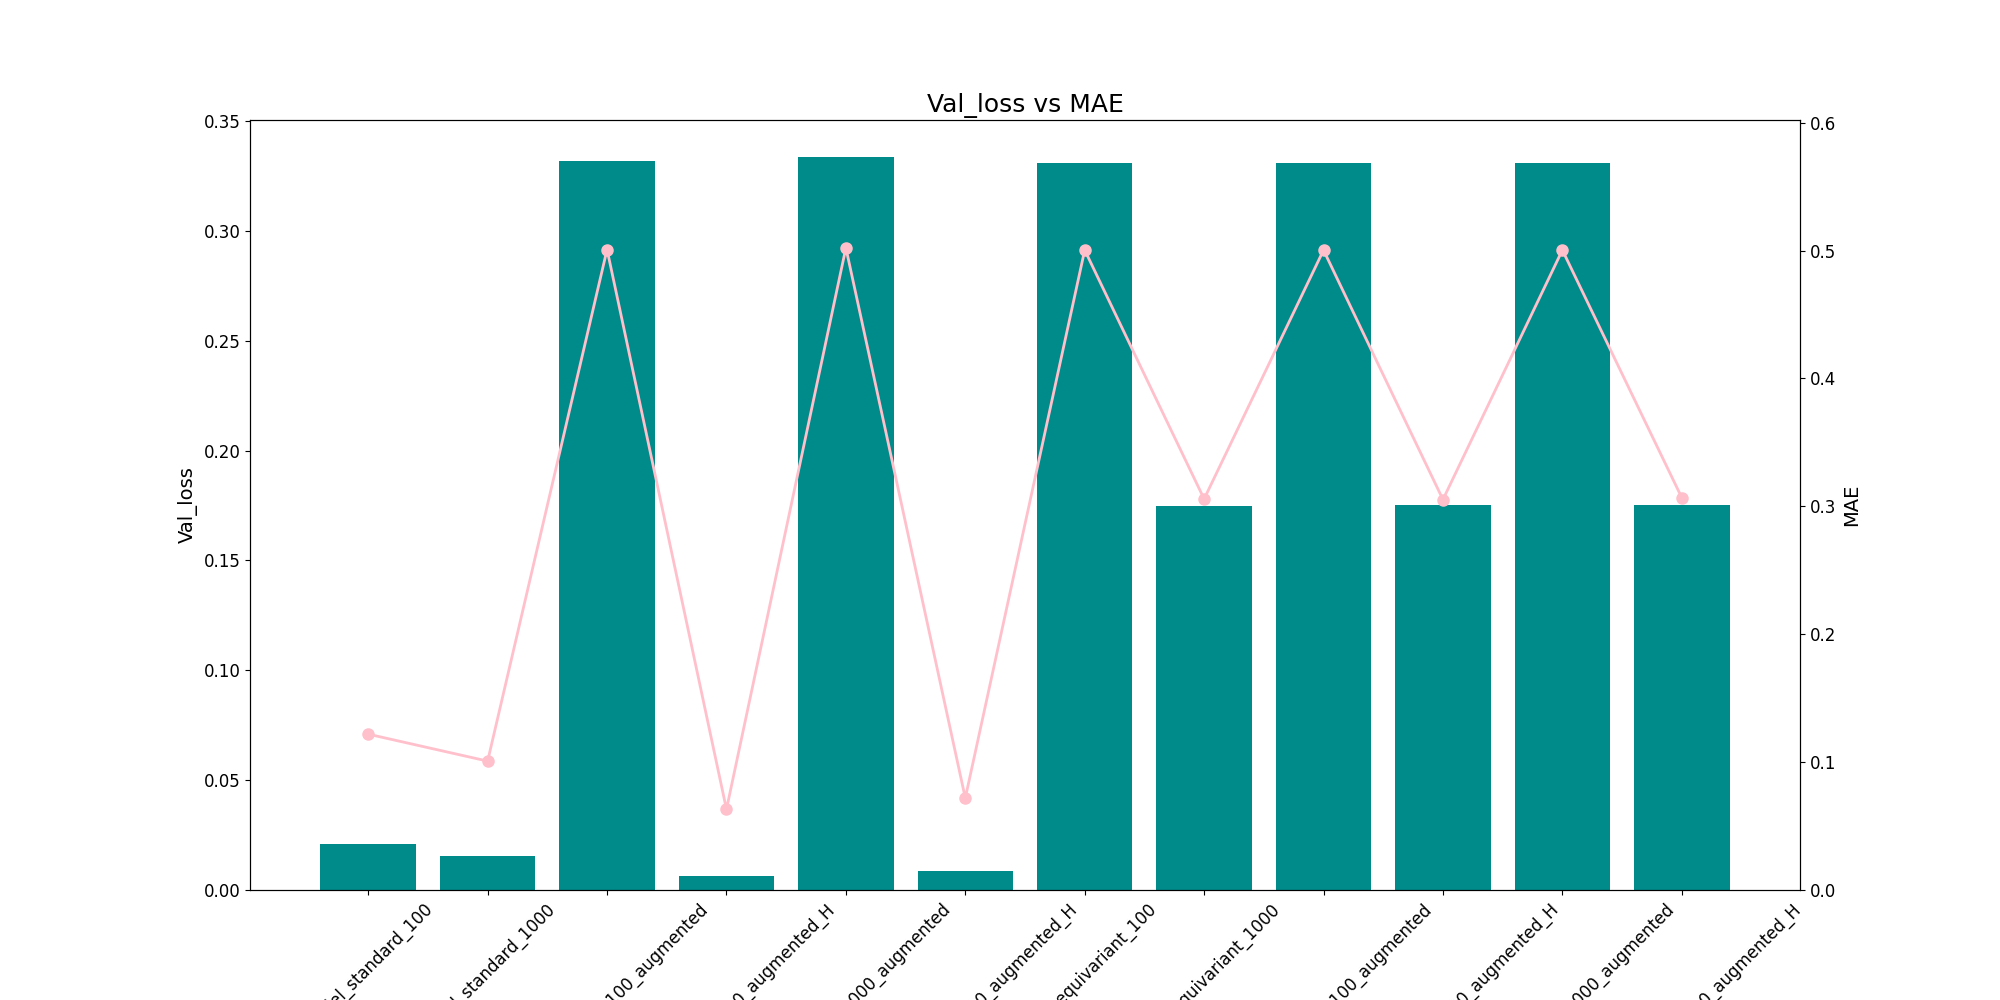 Val_loss vs MAE
0.35
0.30
0.25
0.20
0.15
0.10
0.05
0.00
Val_loss
0.6
0.5
0.4
0.3
0.2
0.1
0.0
MAE
el_standard_100
l_standard_1000
100_augmented
0_augmented_H
000_augmented
0_augmented_H
equivariant_100
quivariant_1000
100_augmented
0_augmented_H
000_augmented
0_augmented_H